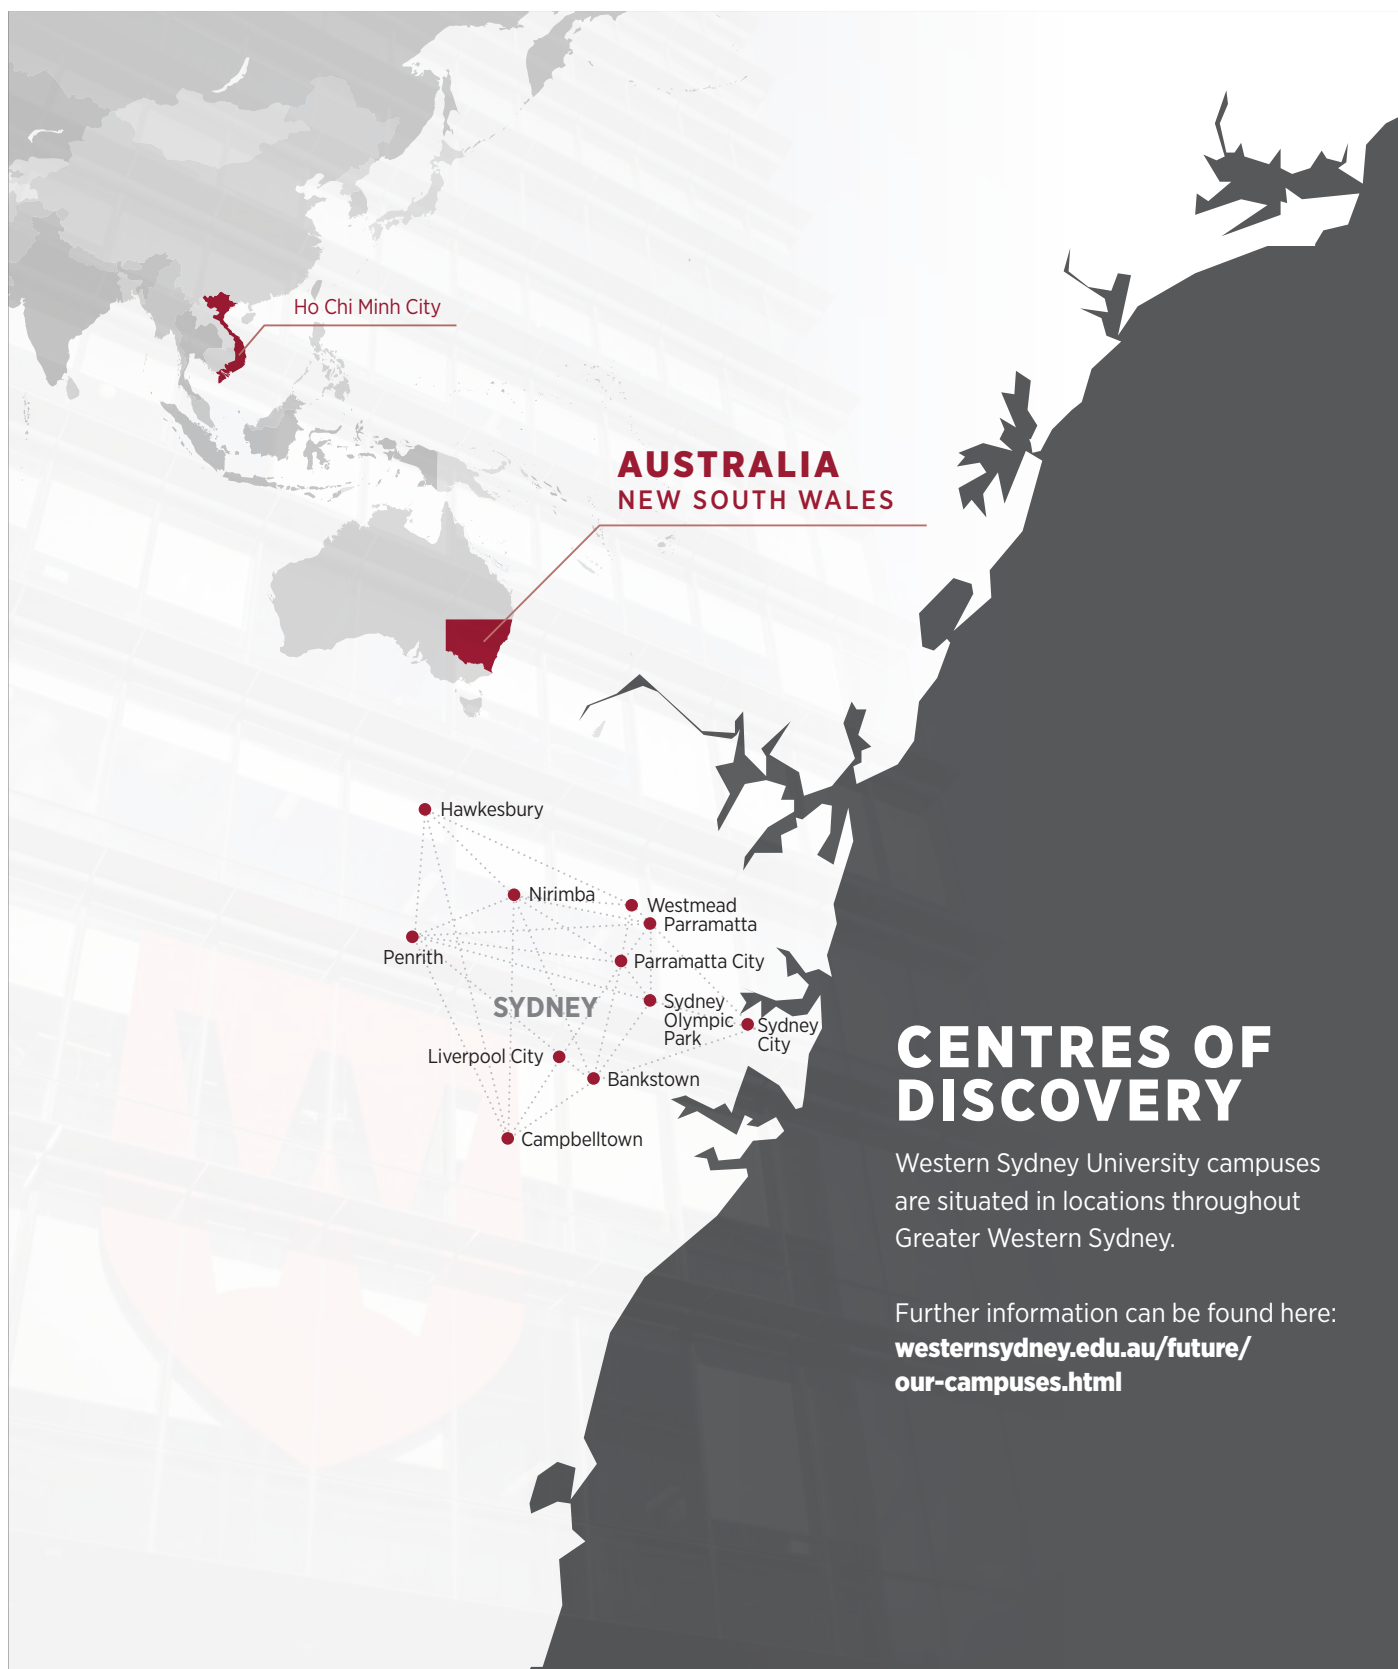 Ho Chi Minh City
AUSTRALIA
NEW SOUTH WALES
Hawkesbury
Nirimba
Westmead
Parramatta
Penrith
Parramatta City
SYDNEY
Sydney
Olympic
Park
Sydney
City
Liverpool City
Bankstown
Campbelltown
CENTRES OF
DISCOVERY
Western Sydney University campuses
are situated in locations throughout
Greater Western Sydney.
Further information can be found here:
westernsydney.edu.au/future/
our-campuses.html